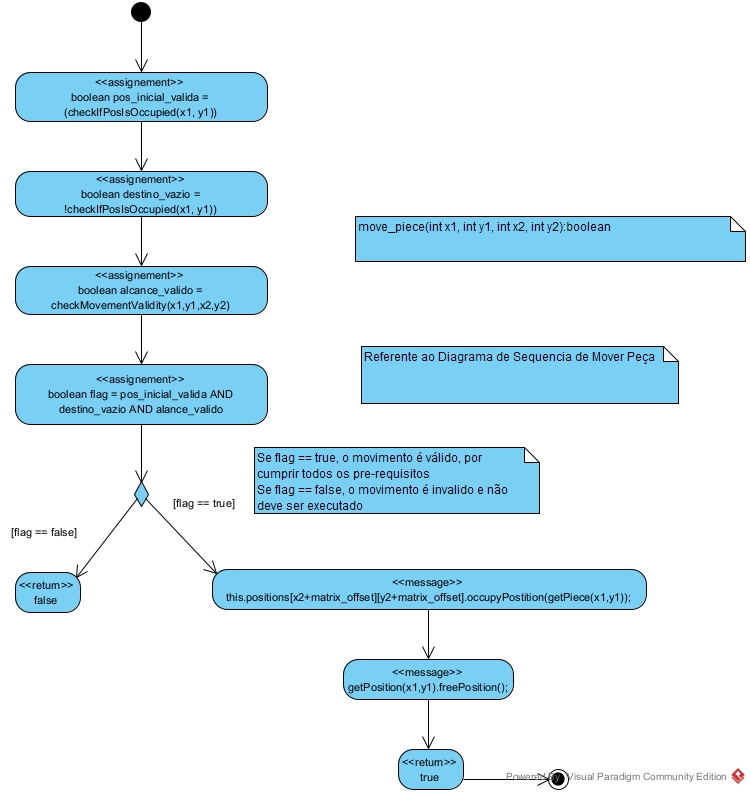 <<assignement>>
boolean pos_inicial_valida =
(checkIfPosIsOccupied(x1, y1))
<<assignement>>
boolean destino_vazio =
!checkIfPosIsOccupied(x1, y1))
move_piece(int x1, int y1, int x2, int y2):boolean
<<assignement>>
boolean alcance_valido =
checkMovementValidity(x1,y1,x2,y2)
Referente ao Diagrama de Sequencia de Mover Peça
<<assignement>>
boolean flag = pos_inicial_valida AND
destino_vazio AND alance_valido
Se flag == true, o movimento é válido, por
cumprir todos os pre-requisitos
Se flag == false, o movimento é invalido e não
deve ser executado
[flag == true]
[flag == false]
<<return>>
false
<<message>>
this.positions[x2+matrix_offset][y2+matrix_offset].occupyPostition(getPiece(x1,y1));
<<message>>
getPosition(x1,y1).freePosition();
<<return>>
true
Powered By Visual Paradigm Community Edition